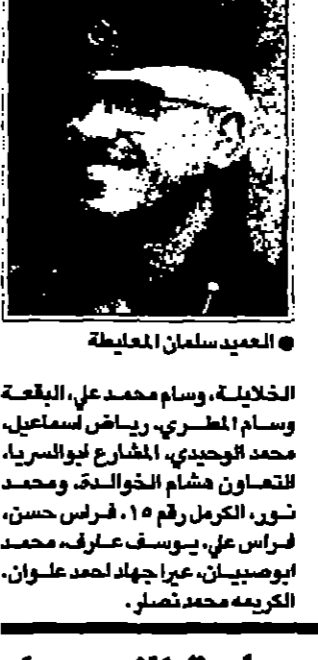 ● العميد سلمان المعايطة
الخلايلة، وسام محمد علي، البقعة
وسام المطري، رياض اسماعيل،
محمد الوحيدي، المشارع ابوالسريا،
التعاون هشام الخوالدة، ومحمد
نور، الكرمل رقم ١٥، فراس حسن،
فراس علي، يوسف عارف، محمد
ابوصبيان، عيرا جهاد احمد علوان،
الكريمه محمد نصار.